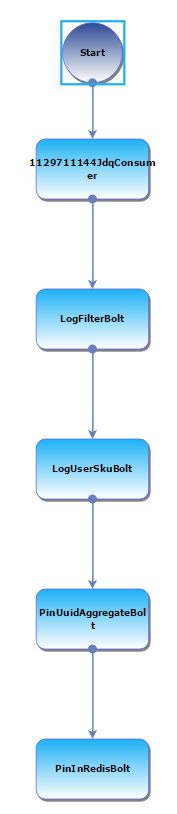 Start
1129711144JdqConsum
er
LogFilterBolt
LogUserSkuBolt
PinUuidAggregateBol
t
PinInRedisBolt